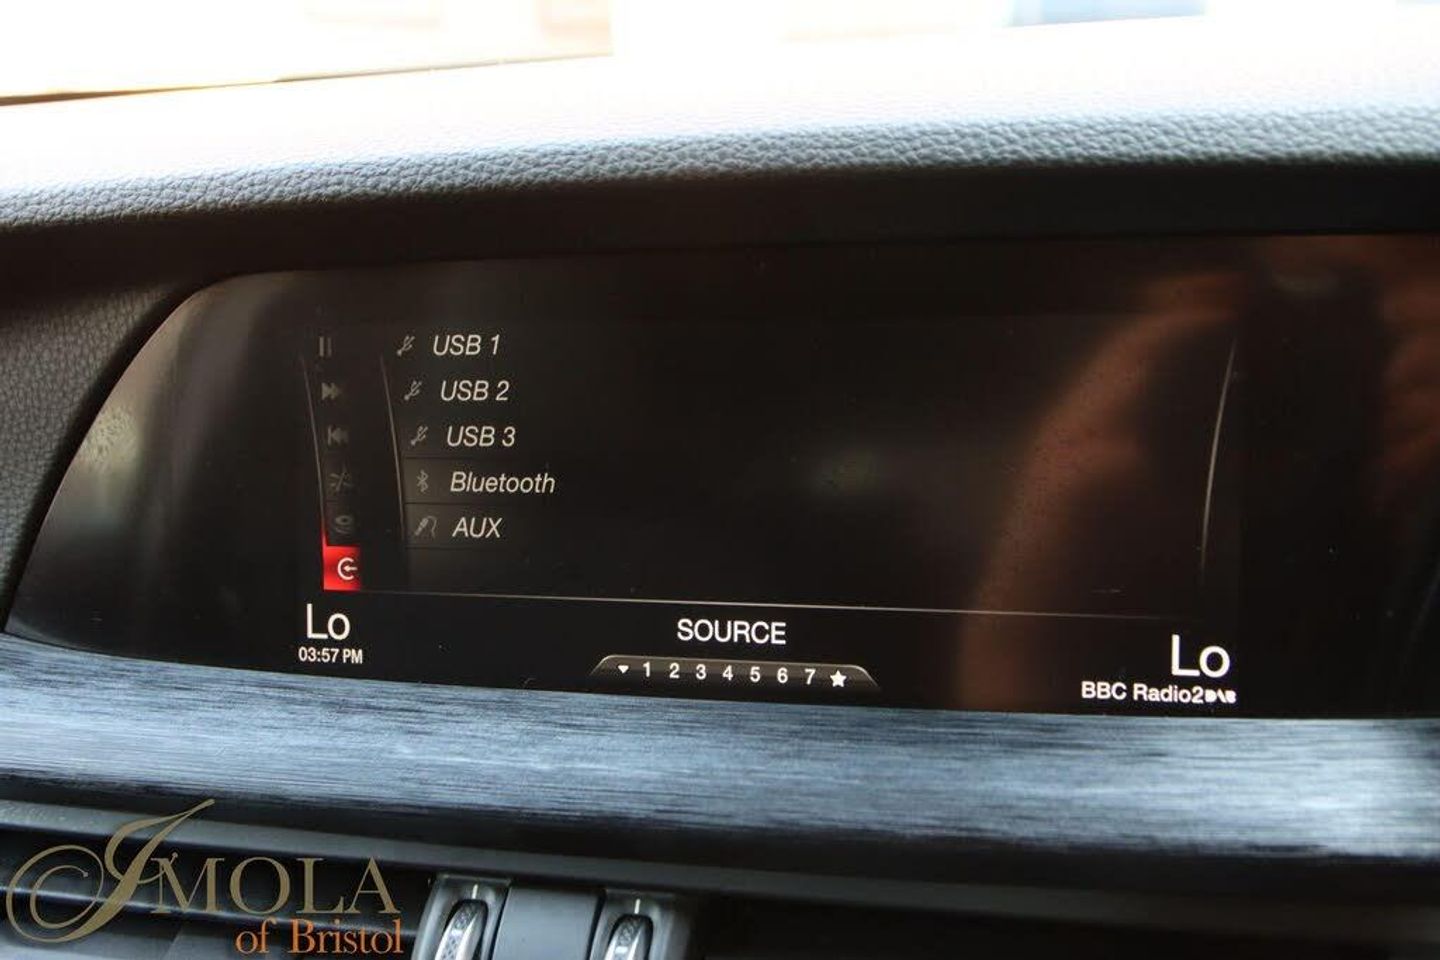 USB 1
USB 2
USB 3
Bluetooth
AUX
Lo
SOURCE
Lo
03:57 PM
1 2 3 4 5 6 7
BBC Radio2 DAB
IMOLA
of Bristol